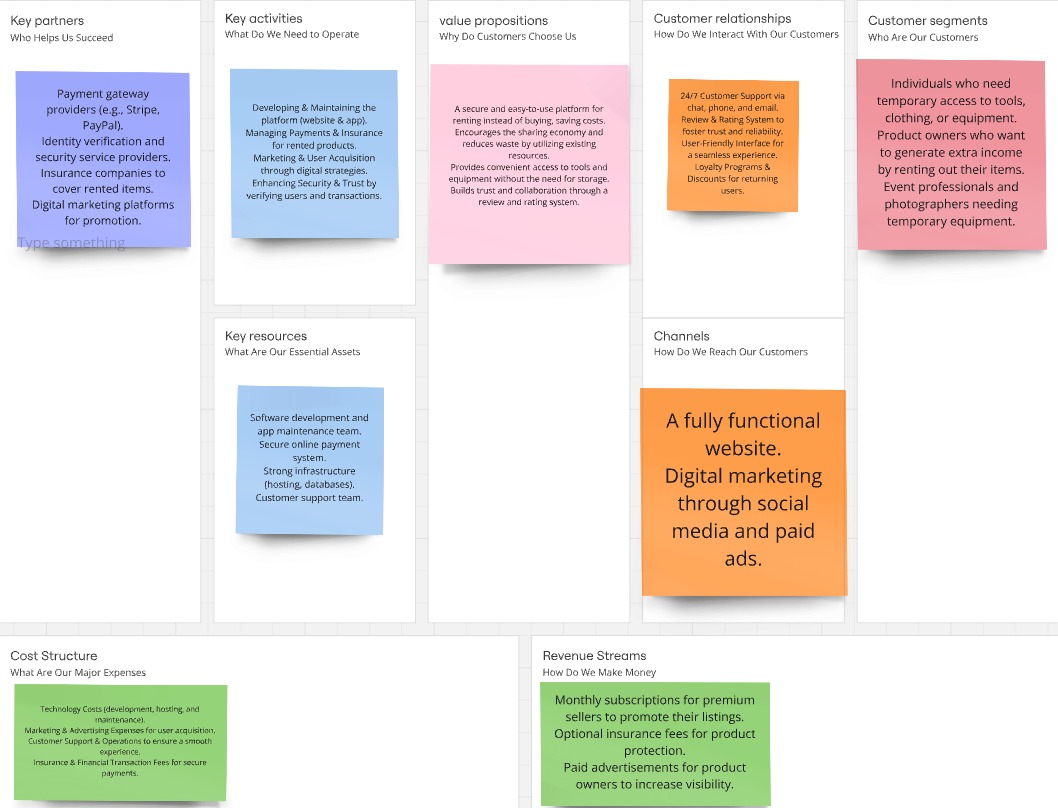 Key partners
Who Helps Us Succeed
Payment gateway
providers (e.g., Stripe,
PayPal).
Identity verification and
security service providers.
Insurance companies to
cover rented items.
Digital marketing platforms
for promotion.
Type something
Key activities
What Do We Need to Operate
Developing & Maintaining the
platform (website & app).
Managing Payments & Insurance
for rented products.
Marketing & User Acquisition
through digital strategies.
Enhancing Security & Trust by
verifying users and transactions.
Key resources
What Are Our Essential Assets
Software development and
app maintenance team.
Secure online payment
system.
Strong infrastructure
(hosting, databases).
Customer support team.
value propositions
Why Do Customers Choose Us
A secure and easy-to-use platform for
renting instead of buying, saving costs.
Encourages the sharing economy and
reduces waste by utilizing existing
resources.
Provides convenient access to tools and
equipment without the need for storage.
Builds trust and collaboration through a
review and rating system.
Customer relationships
How Do We Interact With Our Customers
24/7 Customer Support via
chat, phone, and email.
Review & Rating System to
foster trust and reliability.
User-Friendly Interface for
a seamless experience.
Loyalty Programs &
Discounts for returning
users.
Channels
How Do We Reach Our Customers
A fully functional
website.
Digital marketing
through social
media and paid
ads.
Customer segments
Who Are Our Customers
Individuals who need
temporary access to tools,
clothing, or equipment.
Product owners who want
to generate extra income
by renting out their items.
Event professionals and
photographers needing
temporary equipment.
Cost Structure
What Are Our Major Expenses
Technology Costs (development, hosting, and
maintenance).
Marketing & Advertising Expenses for user acquisition.
Customer Support & Operations to ensure a smooth
experience.
Insurance & Financial Transaction Fees for secure
payments.
Revenue Streams
How Do We Make Money
Monthly subscriptions for premium
sellers to promote their listings.
Optional insurance fees for product
protection.
Paid advertisements for product
owners to increase visibility.